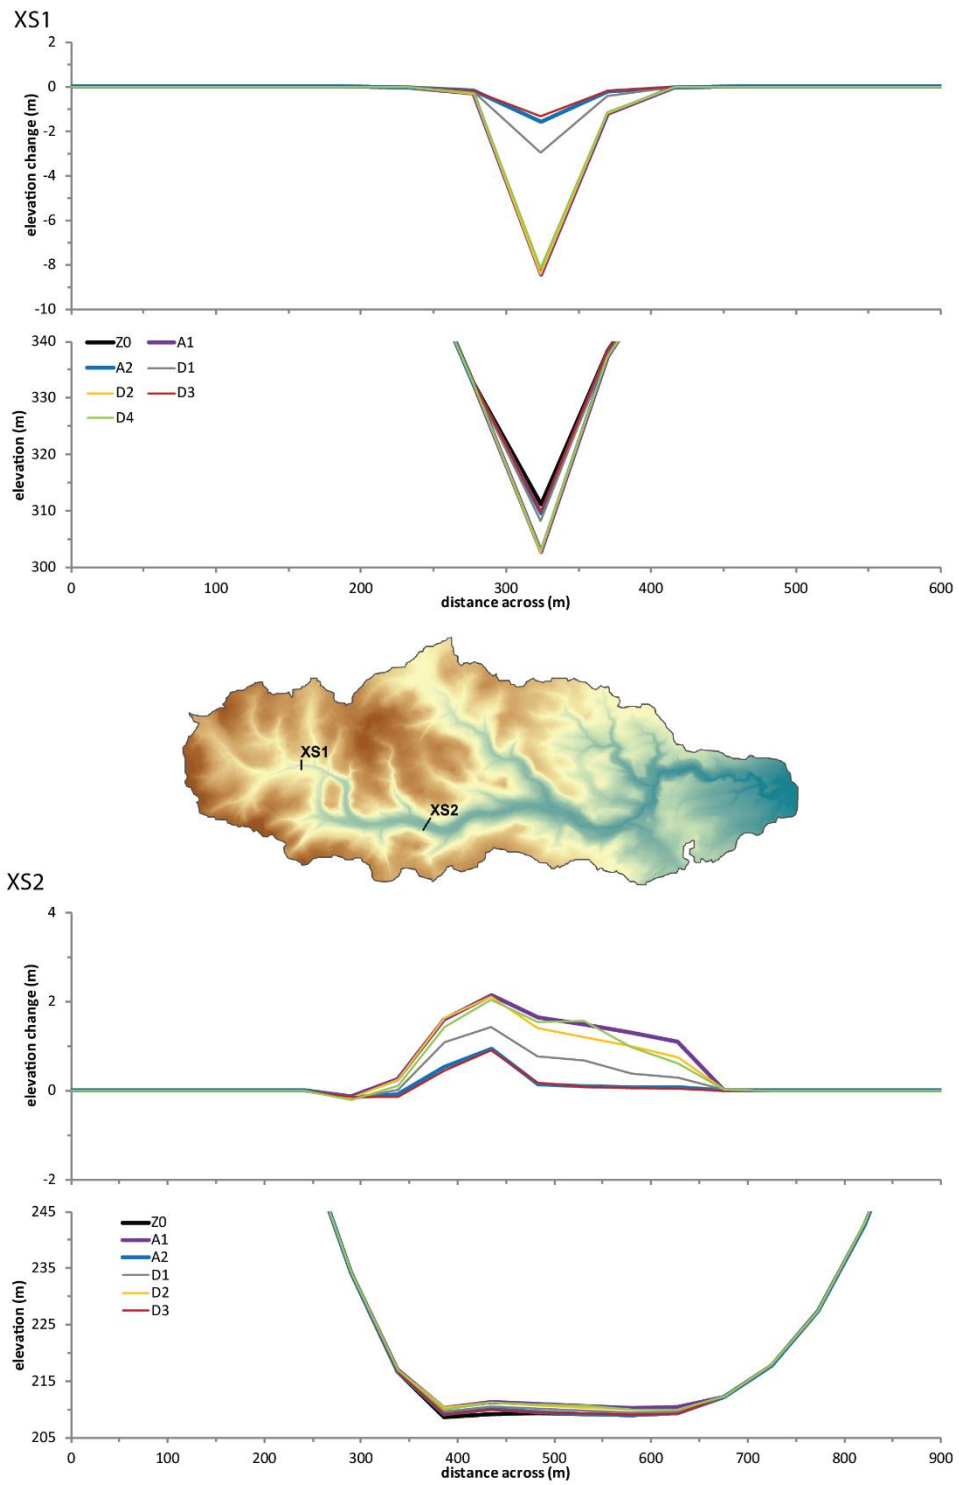 XS1
2
0
-2
-4
-6
-8
-10
elevation change (m)
340
330
320
310
300
elevation (m)
Z0 A1
A2 D1
D2 D3
D4
0 100 200 300 400 500 600
distance across (m)
XS1
XS2
XS2
4
2
0
-2
elevation change (m)
245
235
225
215
205
elevation (m)
Z0
A1
A2
D1
D2
D3
0 100 200 300 400 500 600 700 800 900
distance across (m)